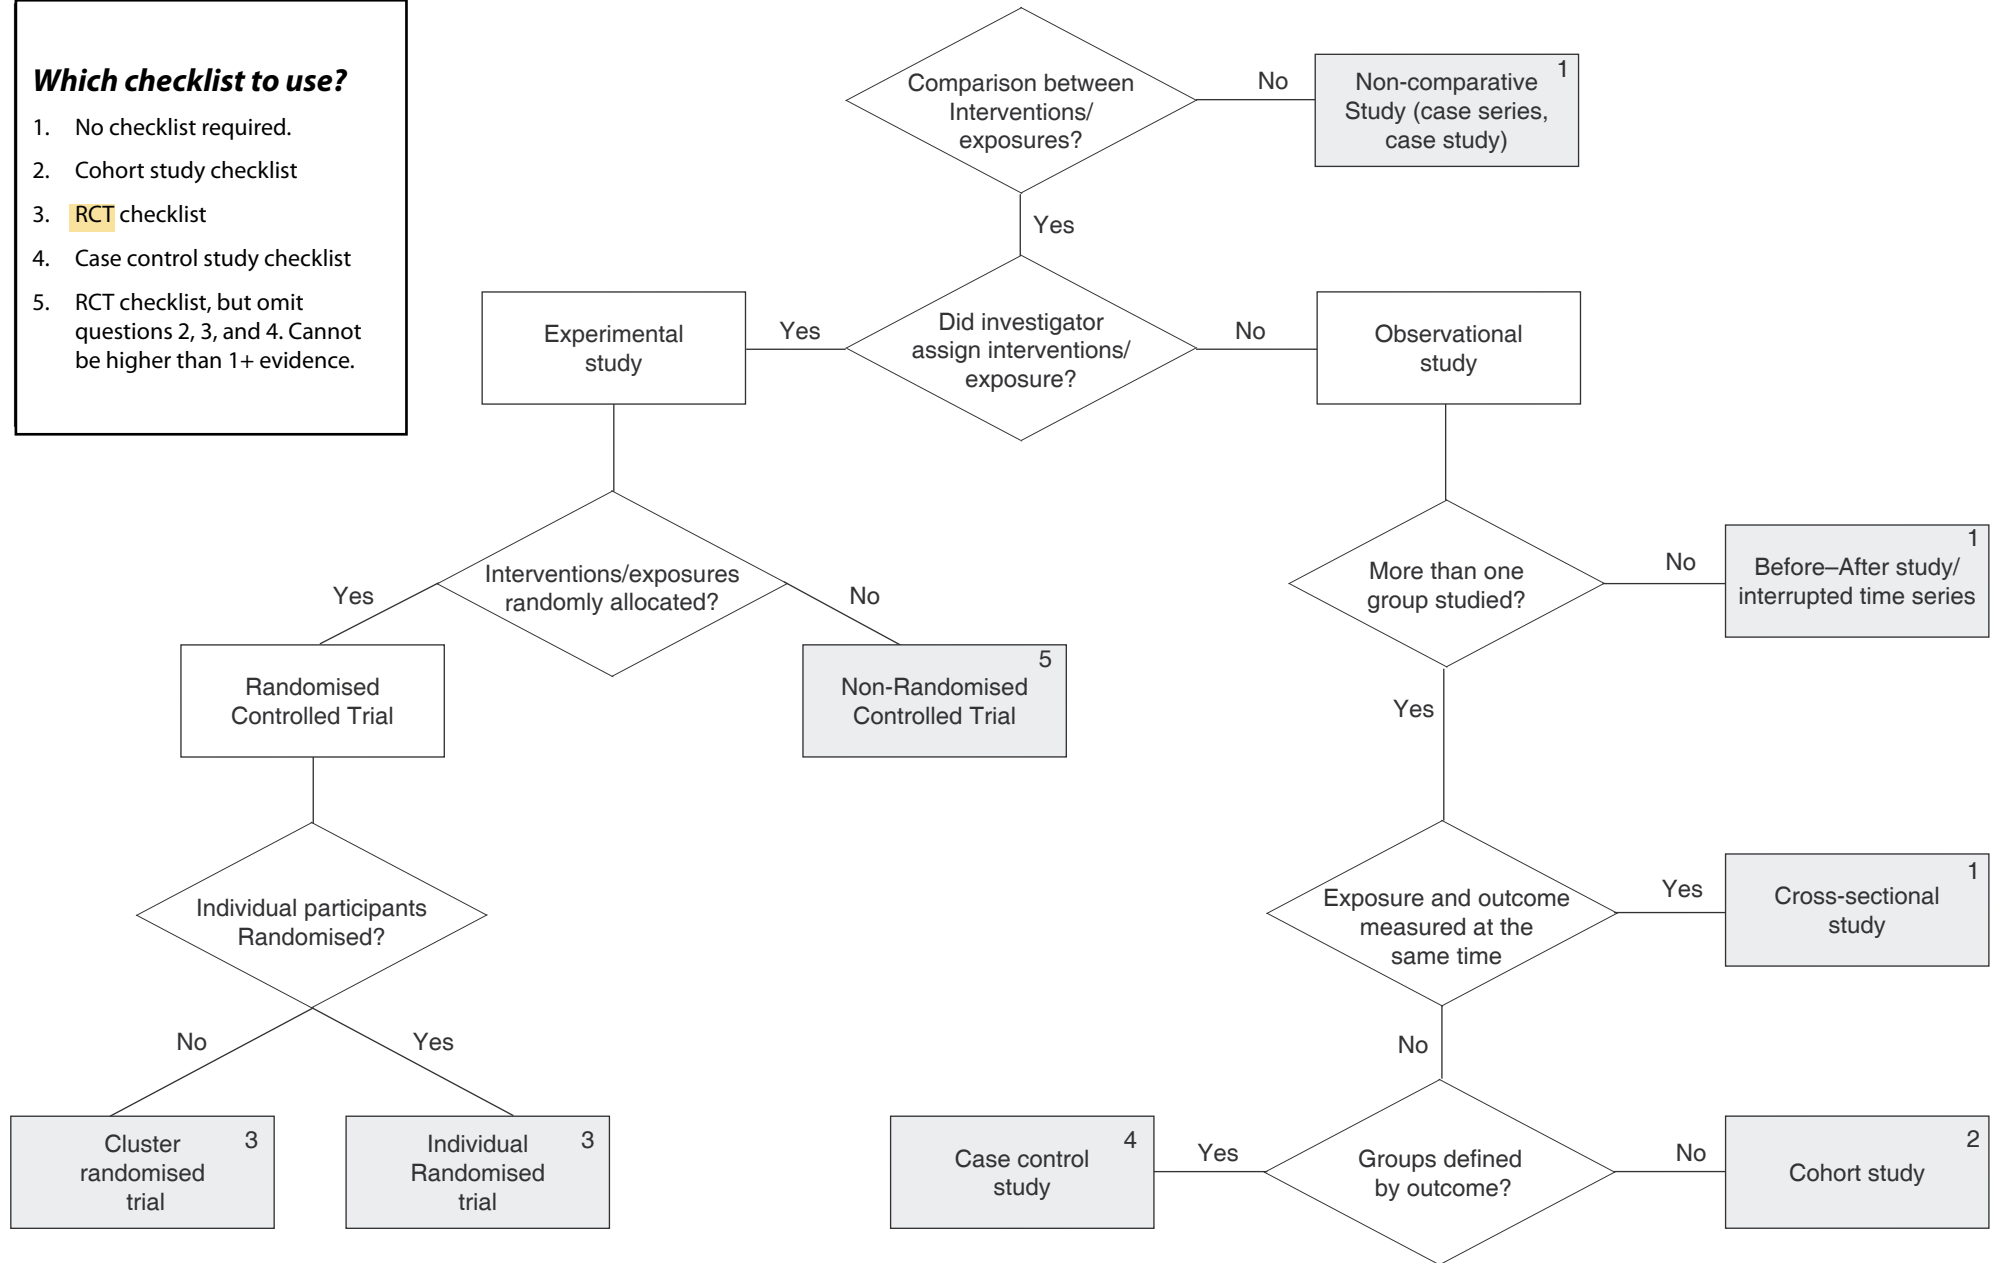 Which checklist to use?
1. No checklist required.
2. Cohort study checklist
3. RCT checklist
4. Case control study checklist
5. RCT checklist, but omit
questions 2, 3, and 4. Cannot
be higher than 1+ evidence.
Comparison between
Interventions/
exposures?
No
1
Non-comparative
Study (case series,
case study)
Yes
Experimental
study
Yes
Did investigator
assign interventions/
exposure?
No
Observational
study
Interventions/exposures
randomly allocated?
Yes
No
More than one
group studied?
No
1
Before–After study/
interrupted time series
Randomised
Controlled Trial
5
Non-Randomised
Controlled Trial
Yes
Individual participants
Randomised?
Exposure and outcome
measured at the
same time
Yes
1
Cross-sectional
study
No
Yes
No
Cluster
randomised
trial
3
Individual
Randomised
trial
3
Case control
study
4
Yes
Groups defined
by outcome?
No
2
Cohort study